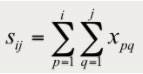 $s_{ij} = \sum_{p=1}^{i} \sum_{q=1}^{j} x_{pq}$